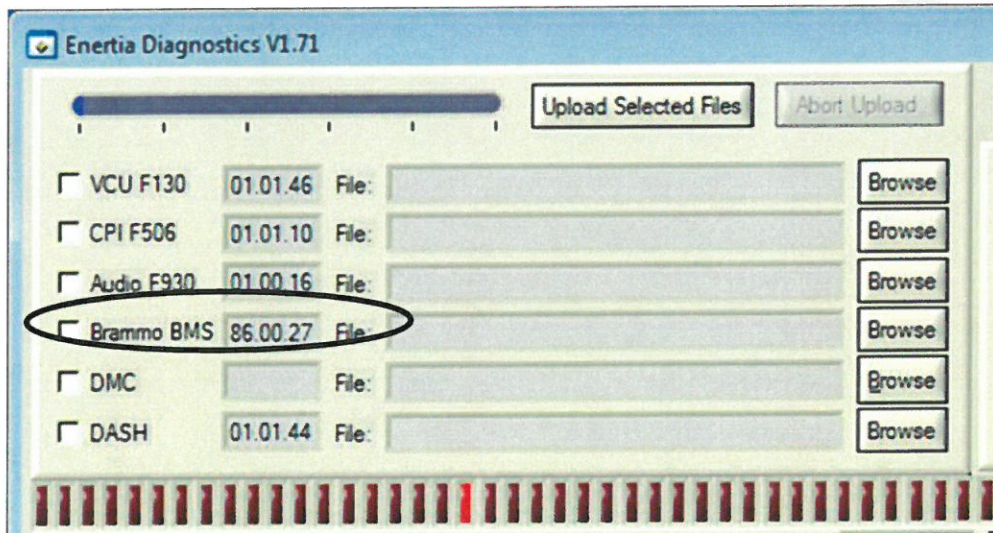 Enertia Diagnostics V1.71
Upload Selected Files Abort Upload
VCU F130 01.01.46 File: Browse
CPI F506 01.01.10 File: Browse
Audio F930 01.00.16 File: Browse
Brammo BMS 86.00.27 File: Browse
DMC File: Browse
DASH 01.01.44 File: Browse